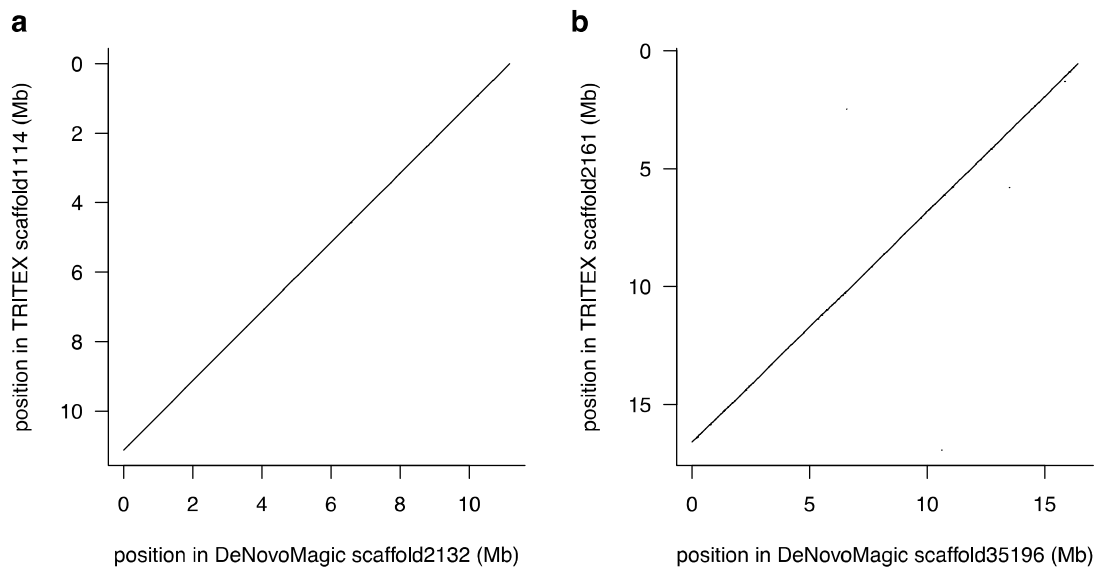 a
position in TRITEX scaffold1114 (Mb)
0
2
4
6
8
10
0 2 4 6 8 10
position in DeNovoMagic scaffold2132 (Mb)
b
position in TRITEX scaffold2161 (Mb)
0
5
10
15
0 5 10 15
position in DeNovoMagic scaffold35196 (Mb)